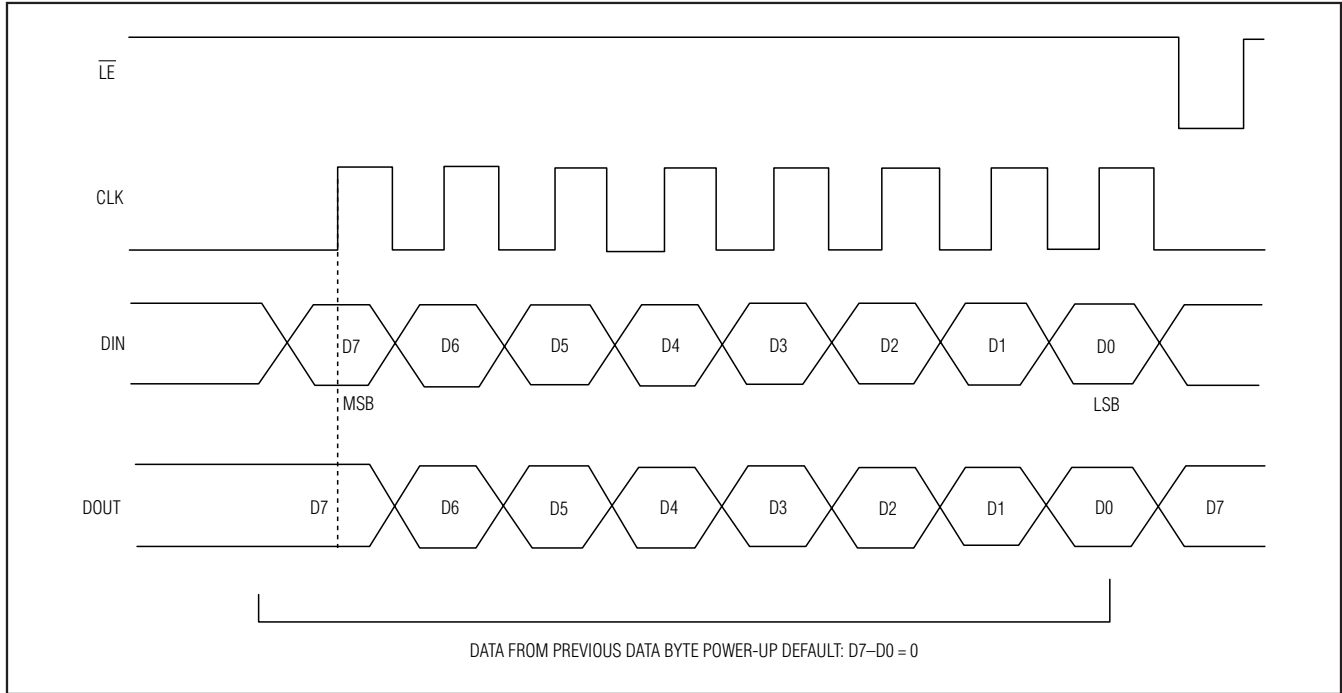 L̅E̅
CLK
DIN
D7 D6 D5 D4 D3 D2 D1 D0
MSB LSB
DOUT
D7 D6 D5 D4 D3 D2 D1 D0 D7
DATA FROM PREVIOUS DATA BYTE POWER-UP DEFAULT: D7–D0 = 0